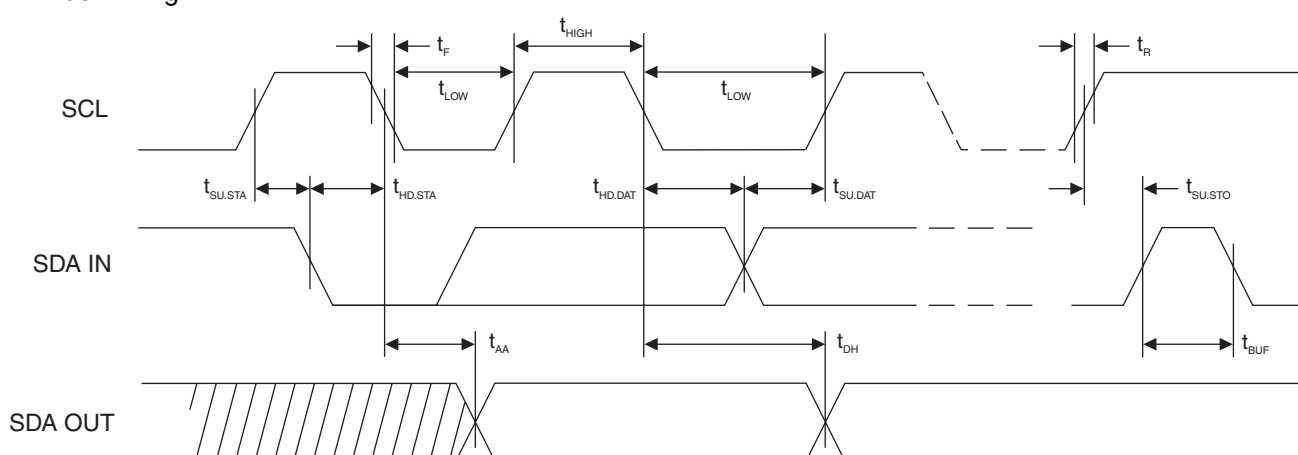 t_HIGH
t_F
t_R
t_LOW
t_LOW
SCL
t_SU.STA
t_HD.STA
t_HD.DAT
t_SU.DAT
t_SU.STO
SDA IN
t_AA
t_DH
t_BUF
SDA OUT